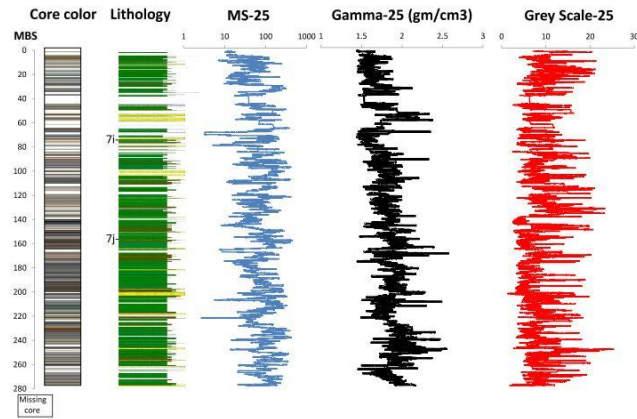 Core color Lithology MS-25 Gamma-25 (gm/cm3) Grey Scale-25
MBS 1 10 100 1000 1 1.5 2 2.5 3 0 10 20 30
0
20
40
60
7i
80
100
120
140
7j
160
180
200
220
240
260
280
Missing
core